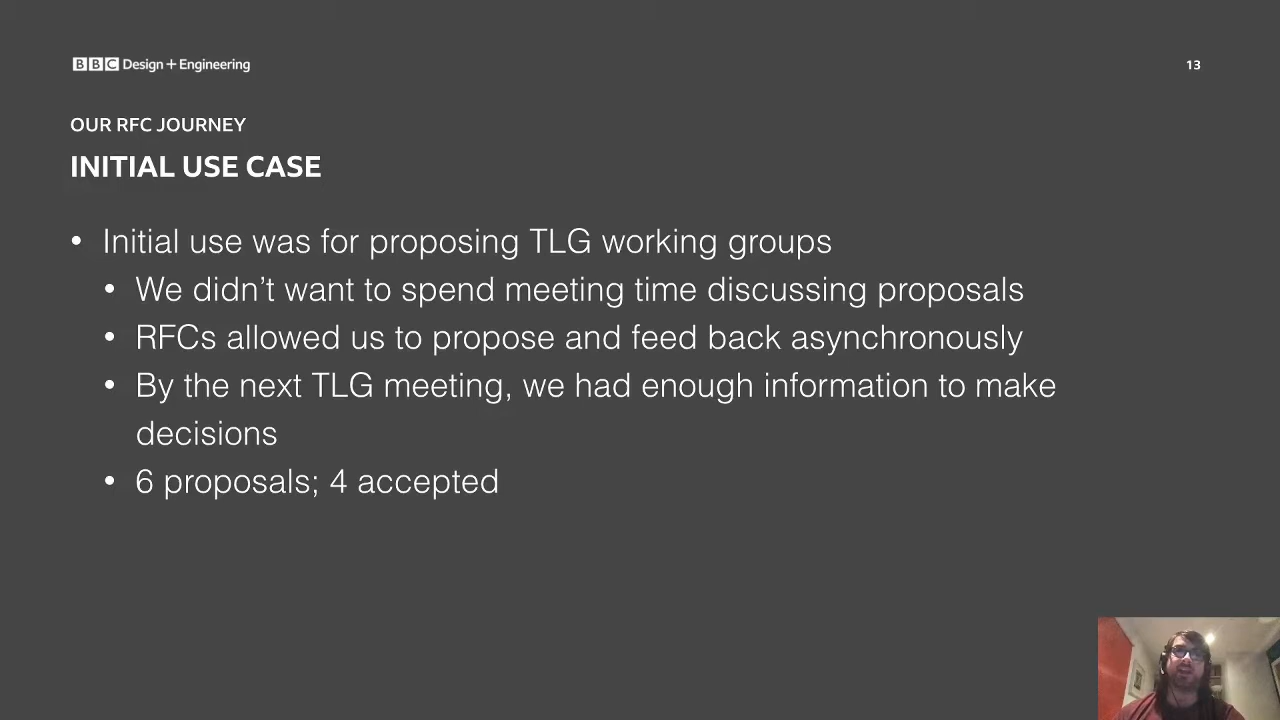 BBC Design + Engineering
13
OUR RFC JOURNEY
INITIAL USE CASE
• Initial use was for proposing TLG working groups
• We didn't want to spend meeting time discussing proposals
• RFCs allowed us to propose and feed back asynchronously
• By the next TLG meeting, we had enough information to make
decisions
• 6 proposals; 4 accepted